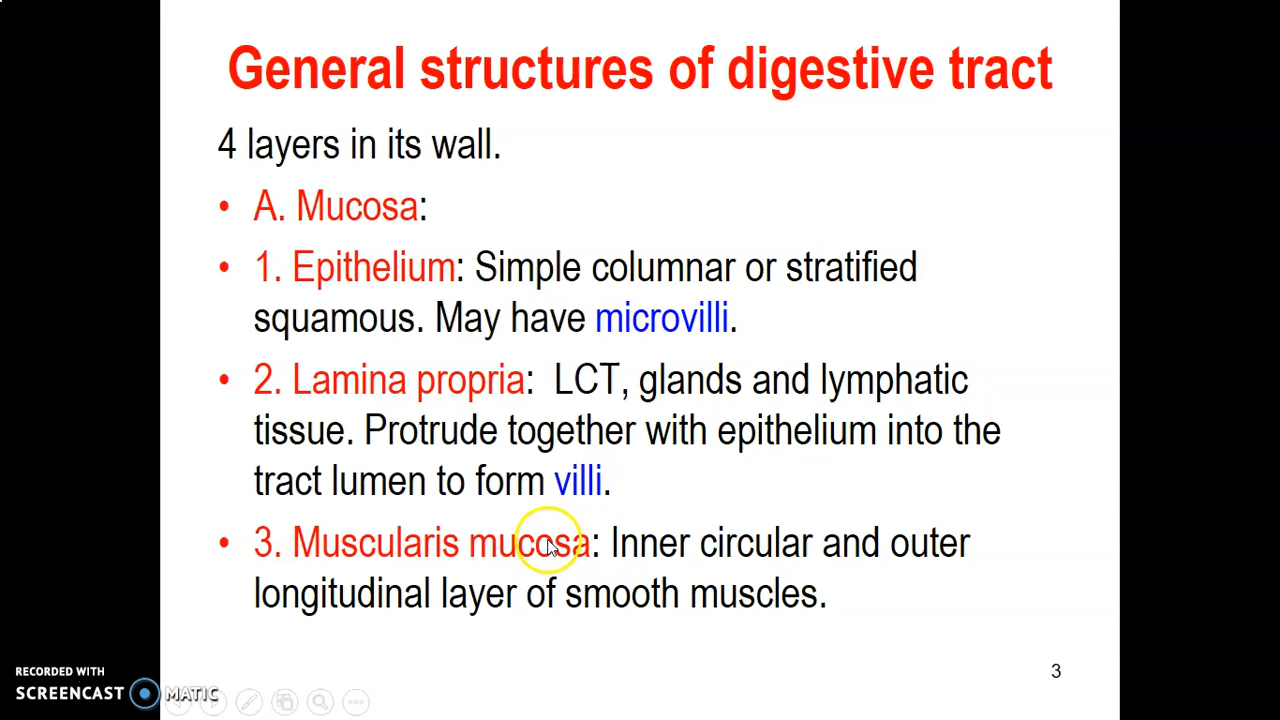 General structures of digestive tract
4 layers in its wall.
• A. Mucosa:
• 1. Epithelium: Simple columnar or stratified
squamous. May have microvilli.
• 2. Lamina propria:  LCT, glands and lymphatic
tissue. Protrude together with epithelium into the
tract lumen to form villi.
• 3. Muscularis mucosa: Inner circular and outer
longitudinal layer of smooth muscles.
3
RECORDED WITH
SCREENCAST MATIC